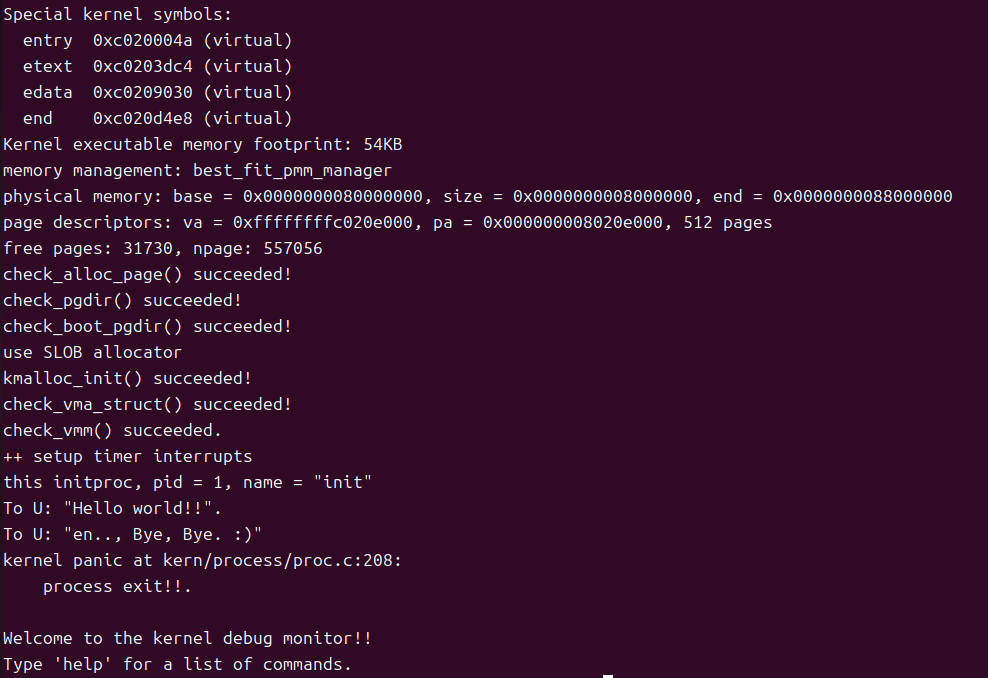 Special kernel symbols:
  entry  0xc020004a (virtual)
  etext  0xc0203dc4 (virtual)
  edata  0xc0209030 (virtual)
  end    0xc020d4e8 (virtual)
Kernel executable memory footprint: 54KB
memory management: best_fit_pmm_manager
physical memory: base = 0x0000000080000000, size = 0x0000000008000000, end = 0x0000000088000000
page descriptors: va = 0xffffffffc020e000, pa = 0x000000008020e000, 512 pages
free pages: 31730, npage: 557056
check_alloc_page() succeeded!
check_pgdir() succeeded!
check_boot_pgdir() succeeded!
use SLOB allocator
kmalloc_init() succeeded!
check_vma_struct() succeeded!
check_vmm() succeeded.
++ setup timer interrupts
this initproc, pid = 1, name = "init"
To U: "Hello world!!".
To U: "en.., Bye, Bye. :)"
kernel panic at kern/process/proc.c:208:
    process exit!!.

Welcome to the kernel debug monitor!!
Type 'help' for a list of commands.